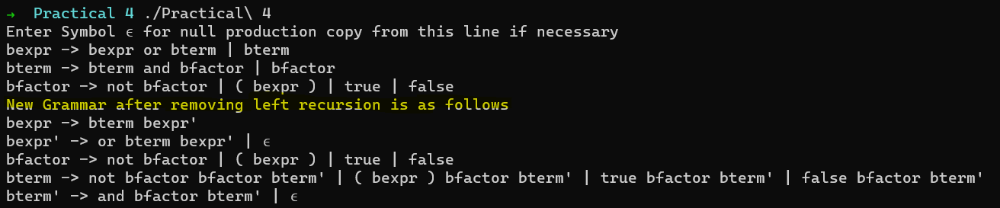 → Practical 4 ./Practical\ 4
Enter Symbol ϵ for null production copy from this line if necessary
bexpr -> bexpr or bterm | bterm
bterm -> bterm and bfactor | bfactor
bfactor -> not bfactor | ( bexpr ) | true | false
New Grammar after removing left recursion is as follows
bexpr -> bterm bexpr'
bexpr' -> or bterm bexpr' | ϵ
bfactor -> not bfactor | ( bexpr ) | true | false
bterm -> not bfactor bfactor bterm' | ( bexpr ) bfactor bterm' | true bfactor bterm' | false bfactor bterm'
bterm' -> and bfactor bterm' | ϵ